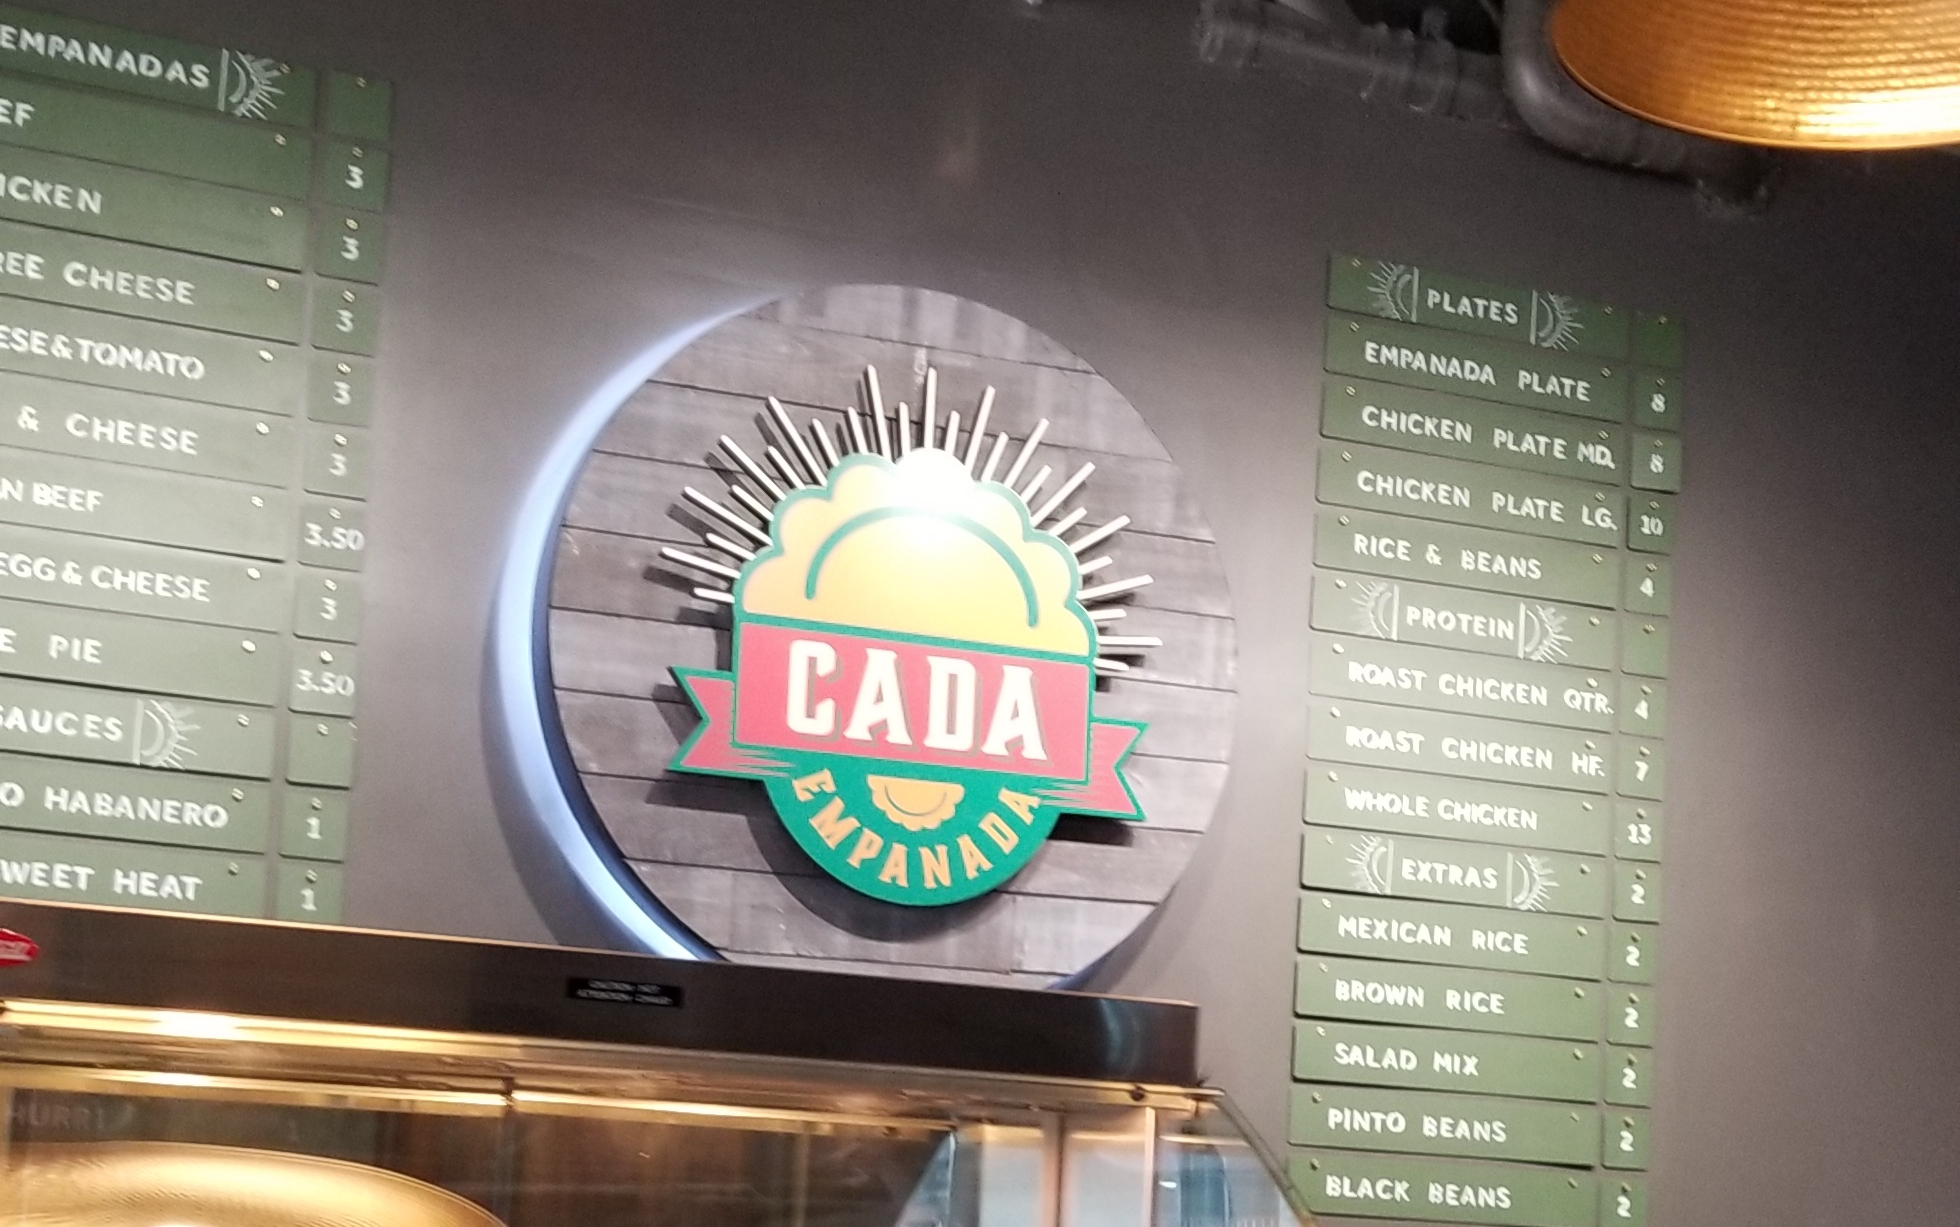 EMPANADAS
EF 3
ICKEN 3
REE CHEESE 3
ESE & TOMATO 3
& CHEESE 3
N BEEF 3.50
EGG & CHEESE 3
E PIE 3.50
SAUCES
O HABANERO 1
WEET HEAT 1
CADA
EMPANADA
PLATES
EMPANADA PLATE 8
CHICKEN PLATE MD. 8
CHICKEN PLATE LG. 10
RICE & BEANS 4
PROTEIN
ROAST CHICKEN QTR. 4
ROAST CHICKEN HF. 7
WHOLE CHICKEN 13
EXTRAS 2
MEXICAN RICE 2
BROWN RICE 2
SALAD MIX 2
PINTO BEANS 2
BLACK BEANS 2